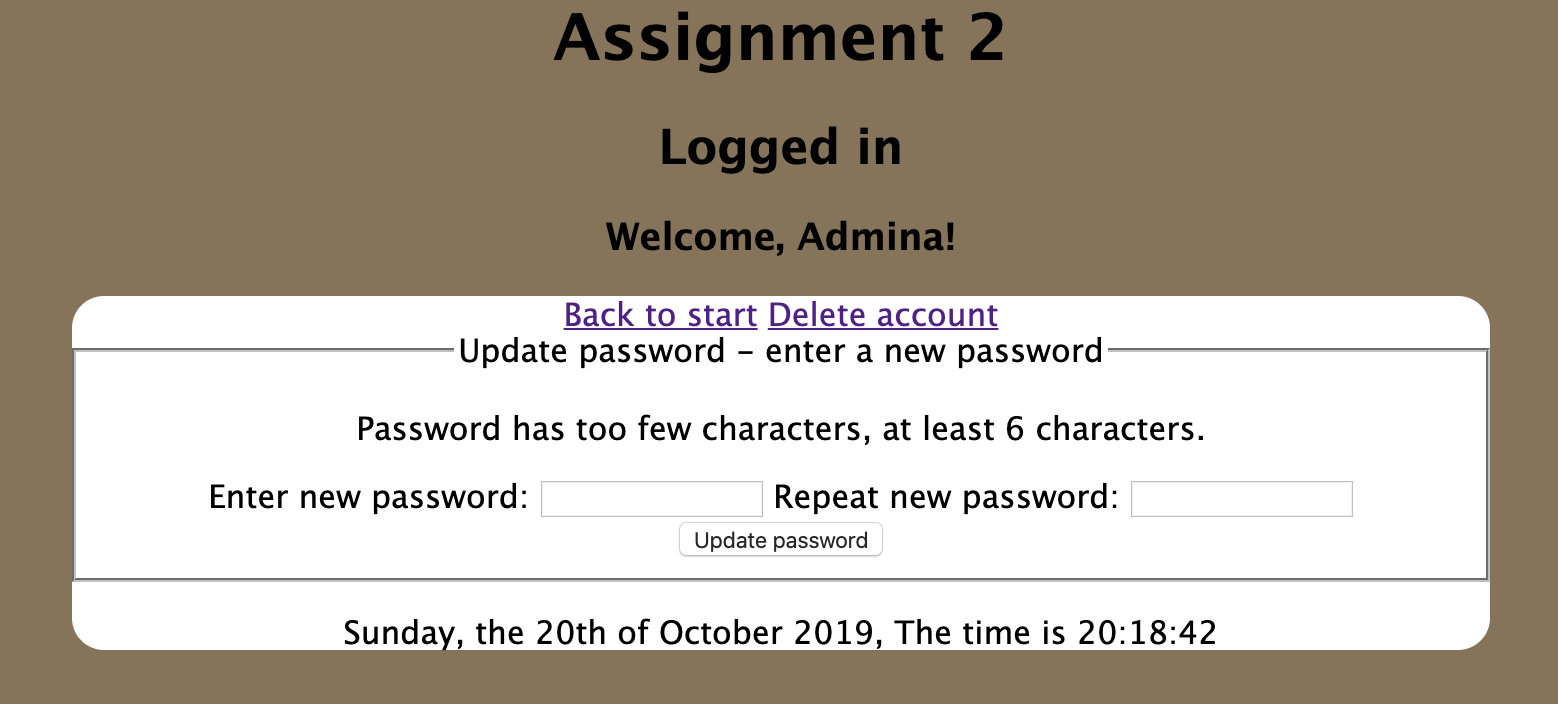 Assignment 2
Logged in
Welcome, Admina!
Back to start Delete account
Update password - enter a new password
Password has too few characters, at least 6 characters.
Enter new password: Repeat new password:
Update password
Sunday, the 20th of October 2019, The time is 20:18:42